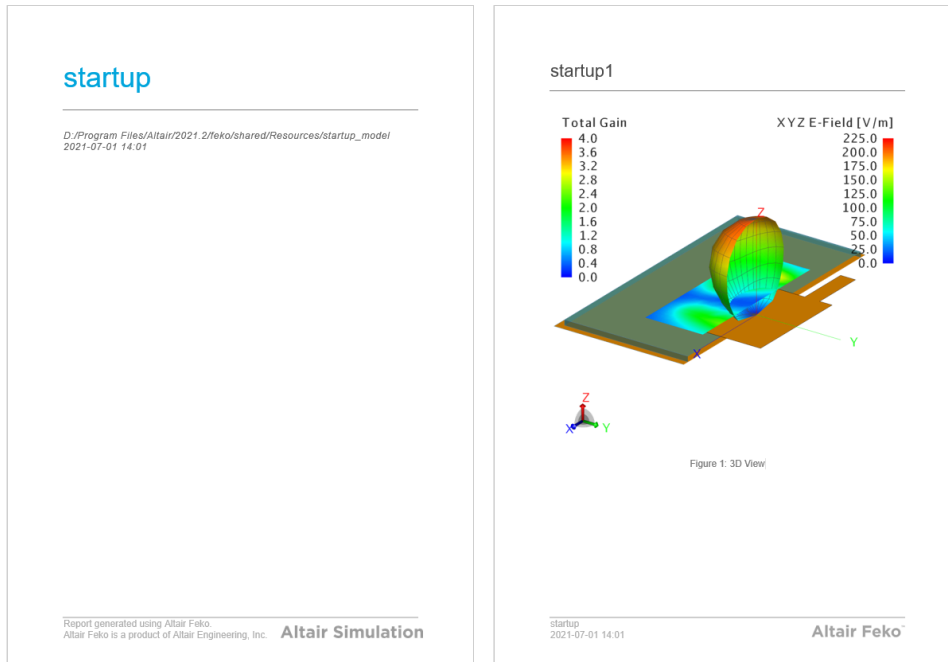 startup
D:/Program Files/Altair/2021.2/feko/shared/Resources/startup_model
2021-07-01 14:01
Report generated using Altair Feko.
Altair Feko is a product of Altair Engineering, Inc.
Altair Simulation
startup1
Total Gain
4.0
3.6
3.2
2.8
2.4
2.0
1.6
1.2
0.8
0.4
0.0
XYZ E-Field [V/m]
225.0
200.0
175.0
150.0
125.0
100.0
75.0
50.0
25.0
0.0
Z
Y
X
Z
X
Y
Figure 1: 3D View
startup
2021-07-01 14:01
Altair Feko™